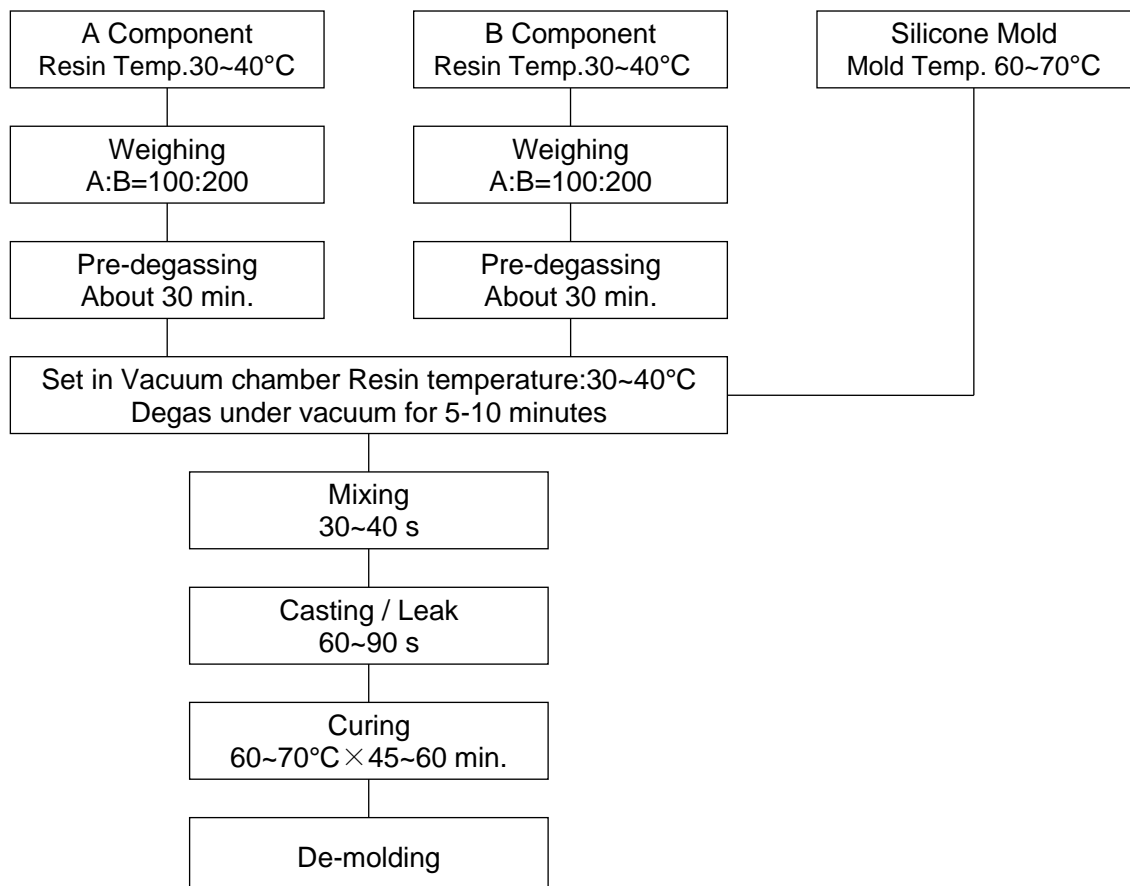 A Component
Resin Temp.30~40°C
B Component
Resin Temp.30~40°C
Silicone Mold
Mold Temp. 60~70°C
Weighing
A:B=100:200
Weighing
A:B=100:200
Pre-degassing
About 30 min.
Pre-degassing
About 30 min.
Set in Vacuum chamber Resin temperature:30~40°C
Degas under vacuum for 5-10 minutes
Mixing
30~40 s
Casting / Leak
60~90 s
Curing
60~70°C×45~60 min.
De-molding